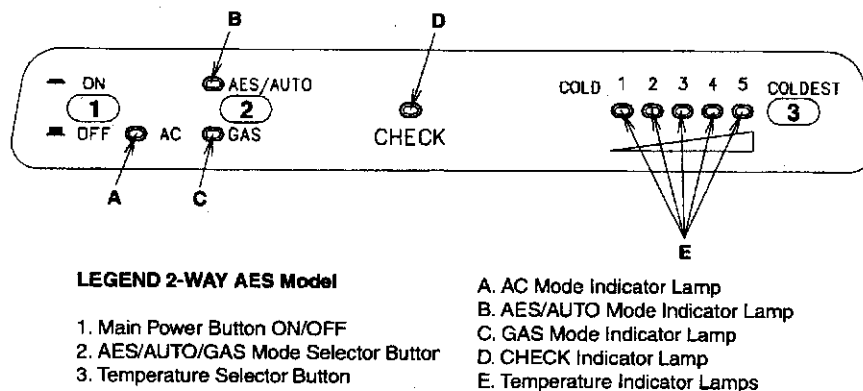 B
D
ON
AES/AUTO
COLD 1 2 3 4 5 COLDEST
1
2
3
OFF
AC
GAS
CHECK
A
C
E
LEGEND 2-WAY AES Model
1. Main Power Button ON/OFF
2. AES/AUTO/GAS Mode Selector Button
3. Temperature Selector Button
A. AC Mode Indicator Lamp
B. AES/AUTO Mode Indicator Lamp
C. GAS Mode Indicator Lamp
D. CHECK Indicator Lamp
E. Temperature Indicator Lamps